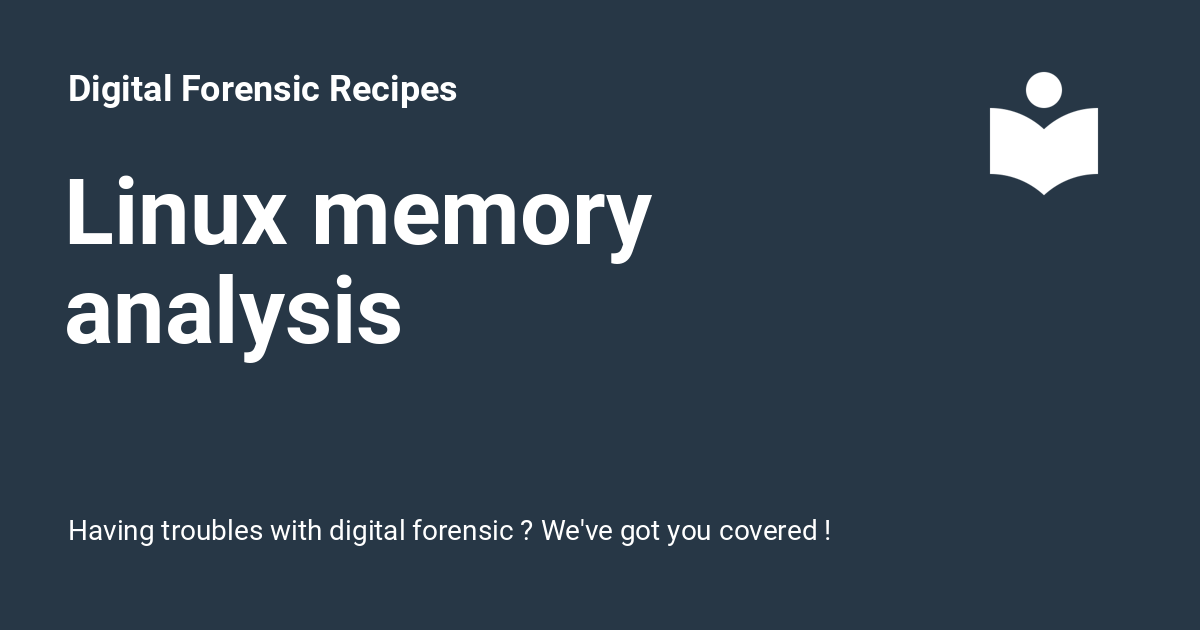 Digital Forensic Recipes
Linux memory
analysis
Having troubles with digital forensic ? We've got you covered !